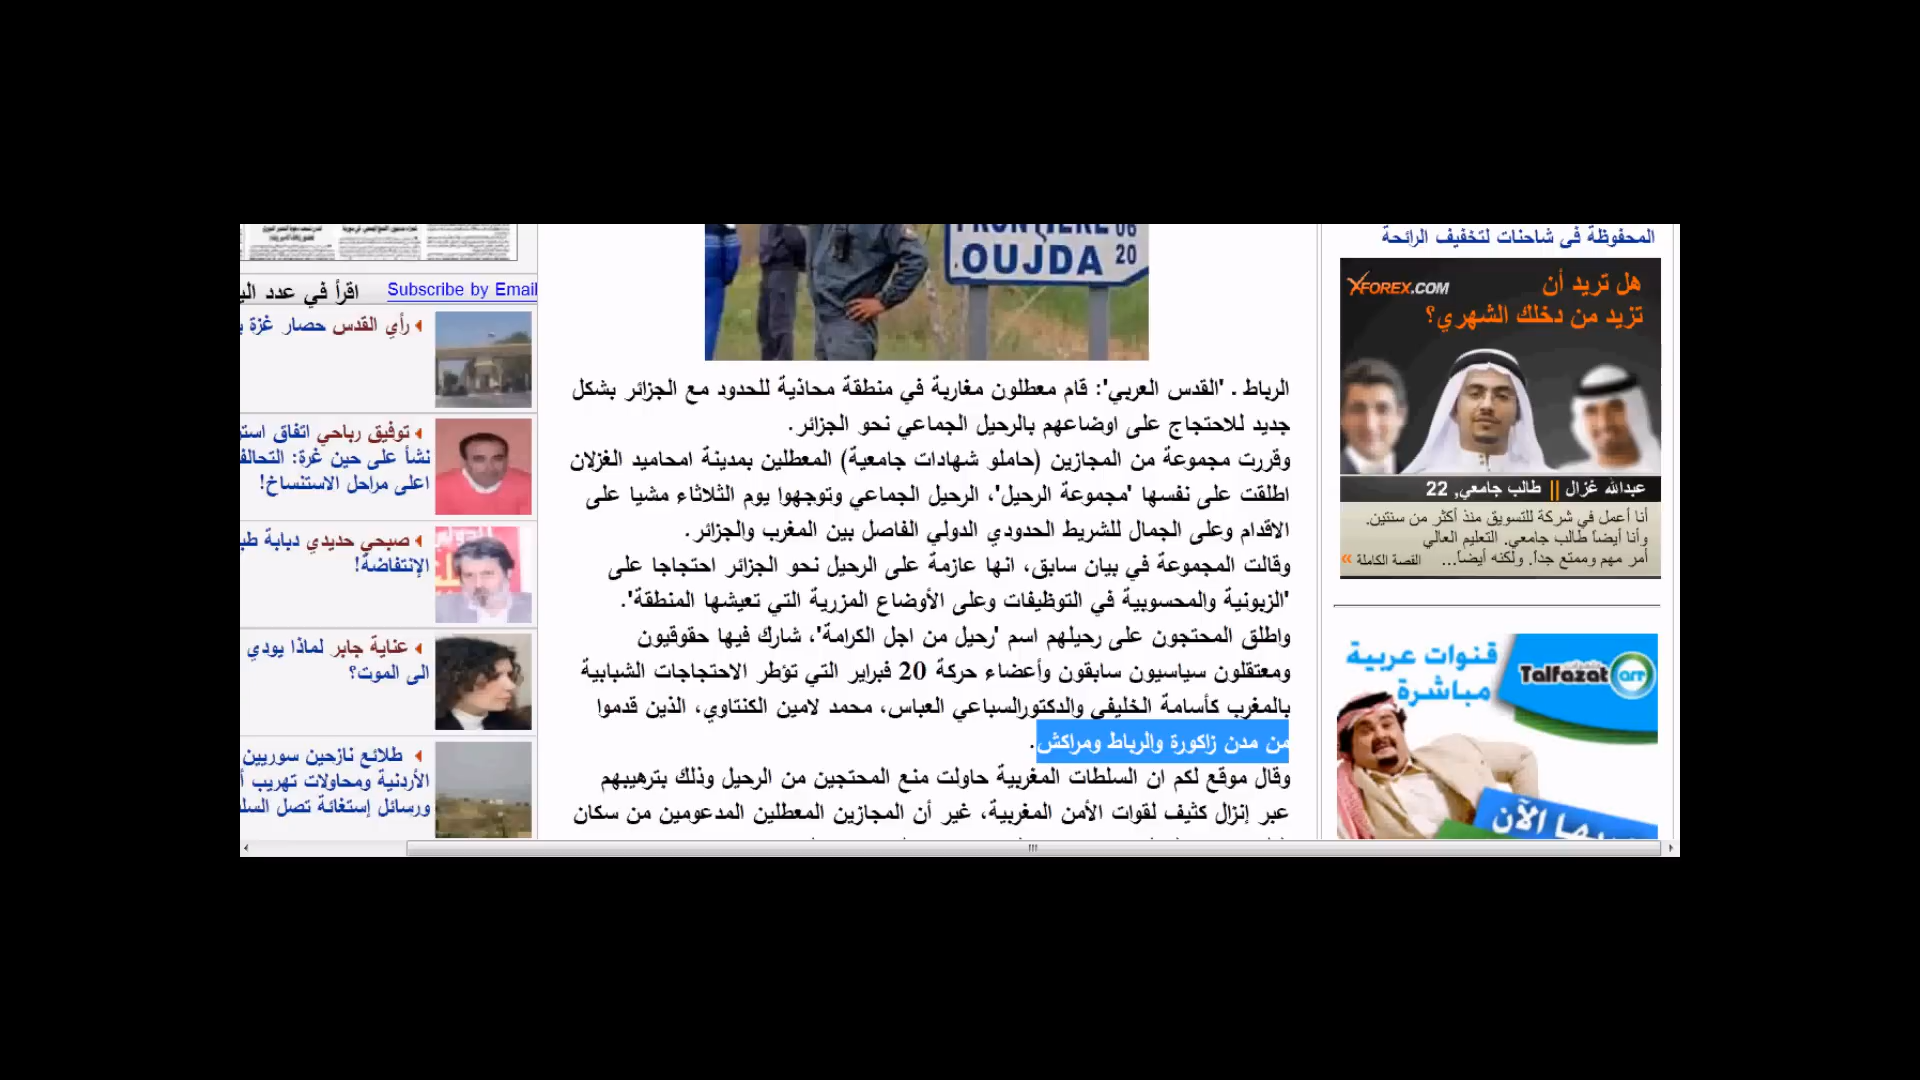 المحفوظة في شاحنات لتخفيف الرائحة
FRONTIERE 06
OUJDA 20
الرباط ـ 'القدس العربي': قام معطلون مغاربة في منطقة محاذية للحدود مع الجزائر بشكل
جديد للاحتجاج على اوضاعهم بالرحيل الجماعي نحو الجزائر.
وقررت مجموعة من المجازين (حاملو شهادات جامعية) المعطلين بمدينة امحاميد الغزلان
اطلقت على نفسها 'مجموعة الرحيل'، الرحيل الجماعي وتوجهوا يوم الثلاثاء مشيا على
الاقدام وعلى الجمال للشريط الحدودي الدولي الفاصل بين المغرب والجزائر.
وقالت المجموعة في بيان سابق، انها عازمة على الرحيل نحو الجزائر احتجاجا على
'الزبونية والمحسوبية في التوظيفات وعلى الأوضاع المزرية التي تعيشها المنطقة'.
واطلق المحتجون على رحيلهم اسم 'رحيل من اجل الكرامة'، شارك فيها حقوقيون
ومعتقلون سياسيون سابقون وأعضاء حركة 20 فبراير التي تؤطر الاحتجاجات الشبابية
بالمغرب كأسامة الخليفي والدكتورالسباعي العباس، محمد لامين الكنتاوي، الذين قدموا
من مدن زاكورة والرباط ومراكش.
وقال موقع لكم ان السلطات المغربية حاولت منع المحتجين من الرحيل وذلك بترهيبهم
عبر إنزال كثيف لقوات الأمن المغربية، غير أن المجازين المعطلين المدعومين من سكان
XFOREX.COM
هل تريد أن
تزيد من دخلك الشهري؟
عبدالله غزال || طالب جامعي, 22
أنا أعمل في شركة للتسويق منذ أكثر من سنتين.
وأنا أيضاً طالب جامعي. التعليم العالي
أمر مهم وممتع جداً. ولكنه أيضاً... القصة الكاملة »
قنوات عربية
مباشرة
Talfazat
art
الآن
Subscribe by Email
اقرأ في عدد
رأي القدس حصار غزة
توفيق رباحي اتفاق
نشأ على حين غرة:
اعلى مراحل الاستنساخ!
صبحي حديدي دبابة
الإنتفاضة!
عناية جابر لماذا يودي
الى الموت؟
طلائع نازحين سوريين
الأردنية ومحاولات تهريب
ورسائل إستغاثة تصل